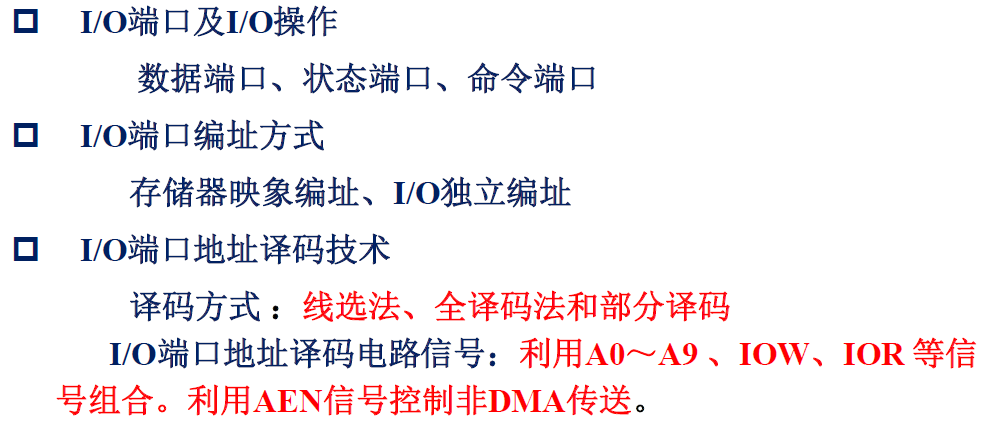 I/O端口及I/O操作
数据端口、状态端口、命令端口
I/O端口编址方式
存储器映象编址、I/O独立编址
I/O端口地址译码技术
译码方式：线选法、全译码法和部分译码
I/O端口地址译码电路信号：利用A0～A9 、IOW、IOR 等信
号组合。利用AEN信号控制非DMA传送。